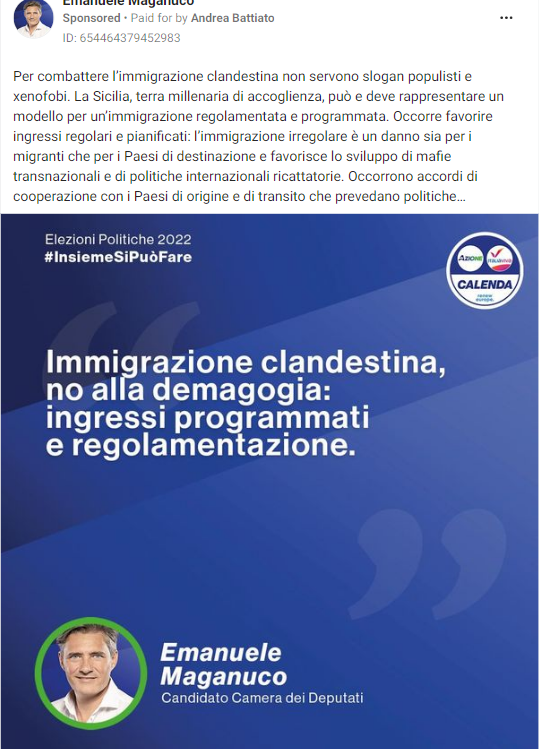 Emanuele Maganuco
Sponsored • Paid for by Andrea Battiato
ID: 654464379452983
Per combattere l’immigrazione clandestina non servono slogan populisti e
xenofobi. La Sicilia, terra millenaria di accoglienza, può e deve rappresentare un
modello per un’immigrazione regolamentata e programmata. Occorre favorire
ingressi regolari e pianificati: l’immigrazione irregolare è un danno sia per i
migranti che per i Paesi di destinazione e favorisce lo sviluppo di mafie
transnazionali e di politiche internazionali ricattatorie. Occorrono accordi di
cooperazione con i Paesi di origine e di transito che prevedano politiche…
Elezioni Politiche 2022
#InsiemeSiPuòFare
AZIONE
ITALIA VIVA
CALENDA
renew
europe.
Immigrazione clandestina,
no alla demagogia:
ingressi programmati
e regolamentazione.
Emanuele
Maganuco
Candidato Camera dei Deputati